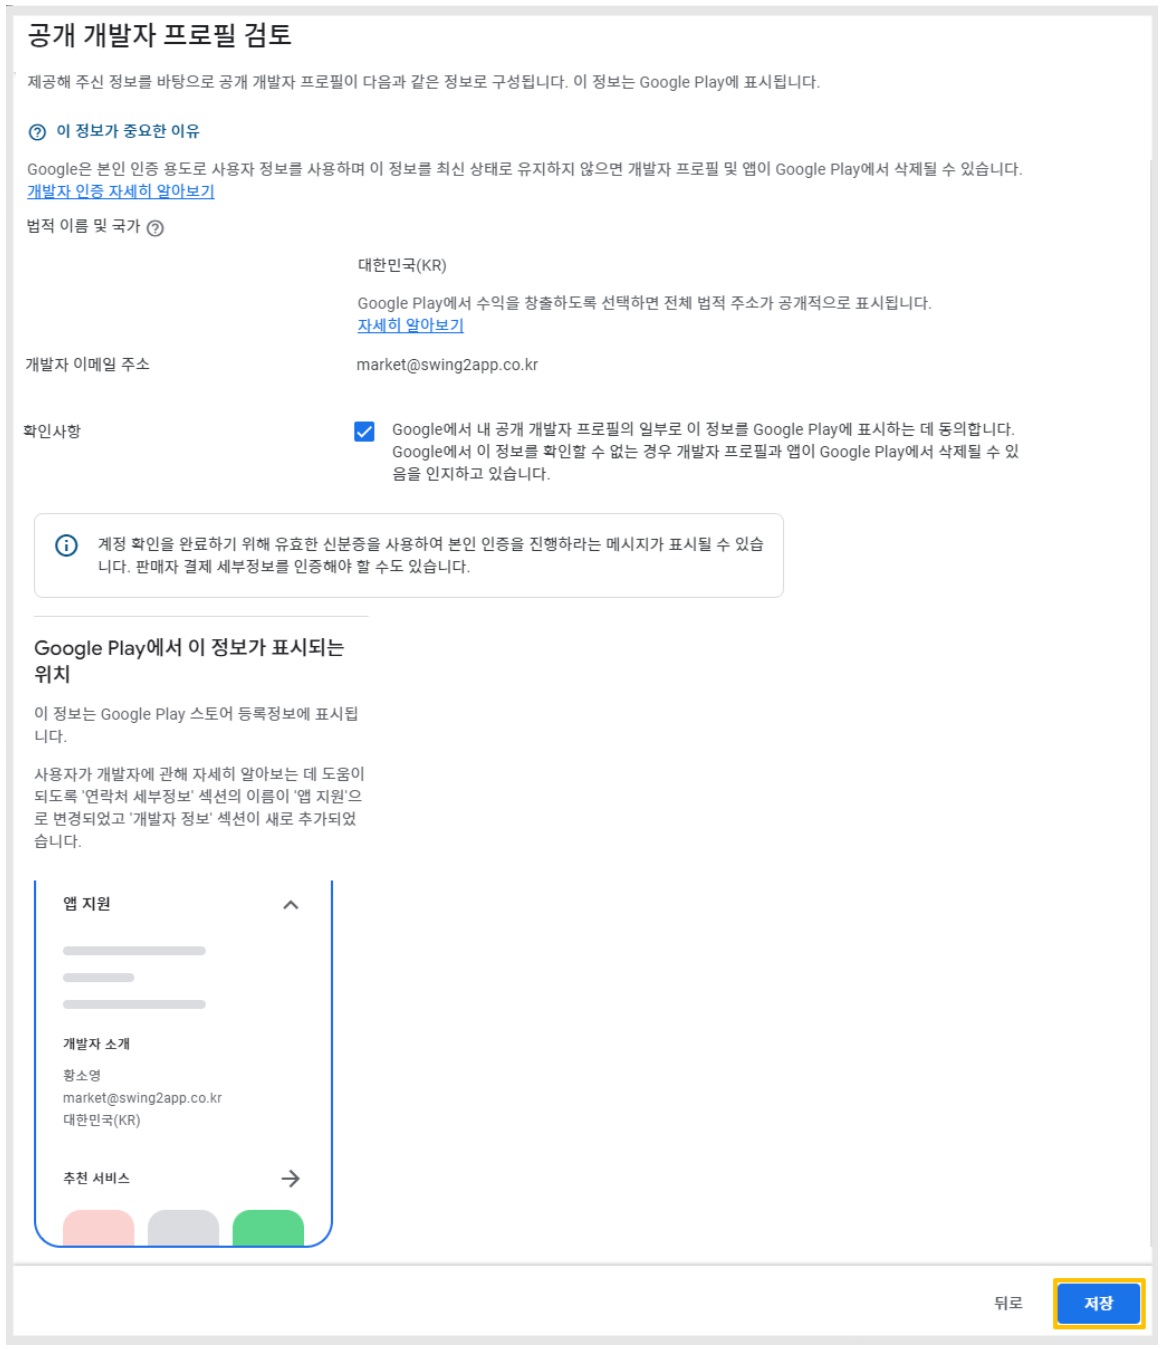 공개 개발자 프로필 검토
제공해 주신 정보를 바탕으로 공개 개발자 프로필이 다음과 같은 정보로 구성됩니다. 이 정보는 Google Play에 표시됩니다.
이 정보가 중요한 이유
Google은 본인 인증 용도로 사용자 정보를 사용하며 이 정보를 최신 상태로 유지하지 않으면 개발자 프로필 및 앱이 Google Play에서 삭제될 수 있습니다.
개발자 인증 자세히 알아보기
법적 이름 및 국가
대한민국(KR)
Google Play에서 수익을 창출하도록 선택하면 전체 법적 주소가 공개적으로 표시됩니다.
자세히 알아보기
개발자 이메일 주소 market@swing2app.co.kr
확인사항 Google에서 내 공개 개발자 프로필의 일부로 이 정보를 Google Play에 표시하는 데 동의합니다.
Google에서 이 정보를 확인할 수 없는 경우 개발자 프로필과 앱이 Google Play에서 삭제될 수 있
음을 인지하고 있습니다.
계정 확인을 완료하기 위해 유효한 신분증을 사용하여 본인 인증을 진행하라는 메시지가 표시될 수 있습
니다. 판매자 결제 세부정보를 인증해야 할 수도 있습니다.
Google Play에서 이 정보가 표시되는
위치
이 정보는 Google Play 스토어 등록정보에 표시됩
니다.
사용자가 개발자에 관해 자세히 알아보는 데 도움이
되도록 '연락처 세부정보' 섹션의 이름이 '앱 지원'으
로 변경되었고 '개발자 정보' 섹션이 새로 추가되었
습니다.
앱 지원
개발자 소개
황소영
market@swing2app.co.kr
대한민국(KR)
추천 서비스
뒤로 저장